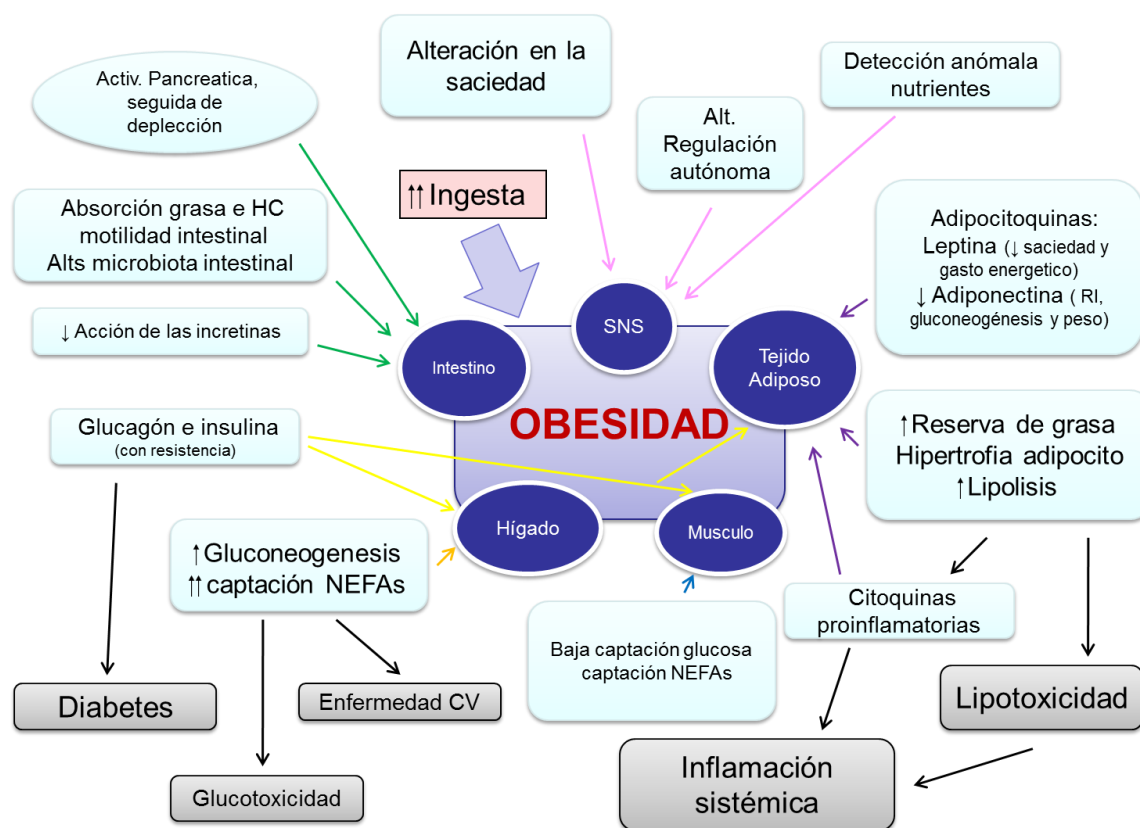 Alteración en la
saciedad
Detección anómala
nutrientes
Activ. Pancreatica,
seguida de
deplección
Alt.
Regulación
autónoma
↑↑ Ingesta
Absorción grasa e HC
motilidad intestinal
Alts microbiota intestinal
Adipocitoquinas:
Leptina (↓ saciedad y
gasto energetico)
↓ Adiponectina ( RI,
gluconeogénesis y peso)
↓ Acción de las incretinas
SNS
Intestino
Tejido
Adiposo
OBESIDAD
Glucagón e insulina
(con resistencia)
↑Reserva de grasa
Hipertrofia adipocito
↑Lipolisis
Hígado
Musculo
↑Gluconeogenesis
↑↑ captación NEFAs
Citoquinas
proinflamatorias
Baja captación glucosa
captación NEFAs
Diabetes
Enfermedad CV
Lipotoxicidad
Glucotoxicidad
Inflamación
sistémica